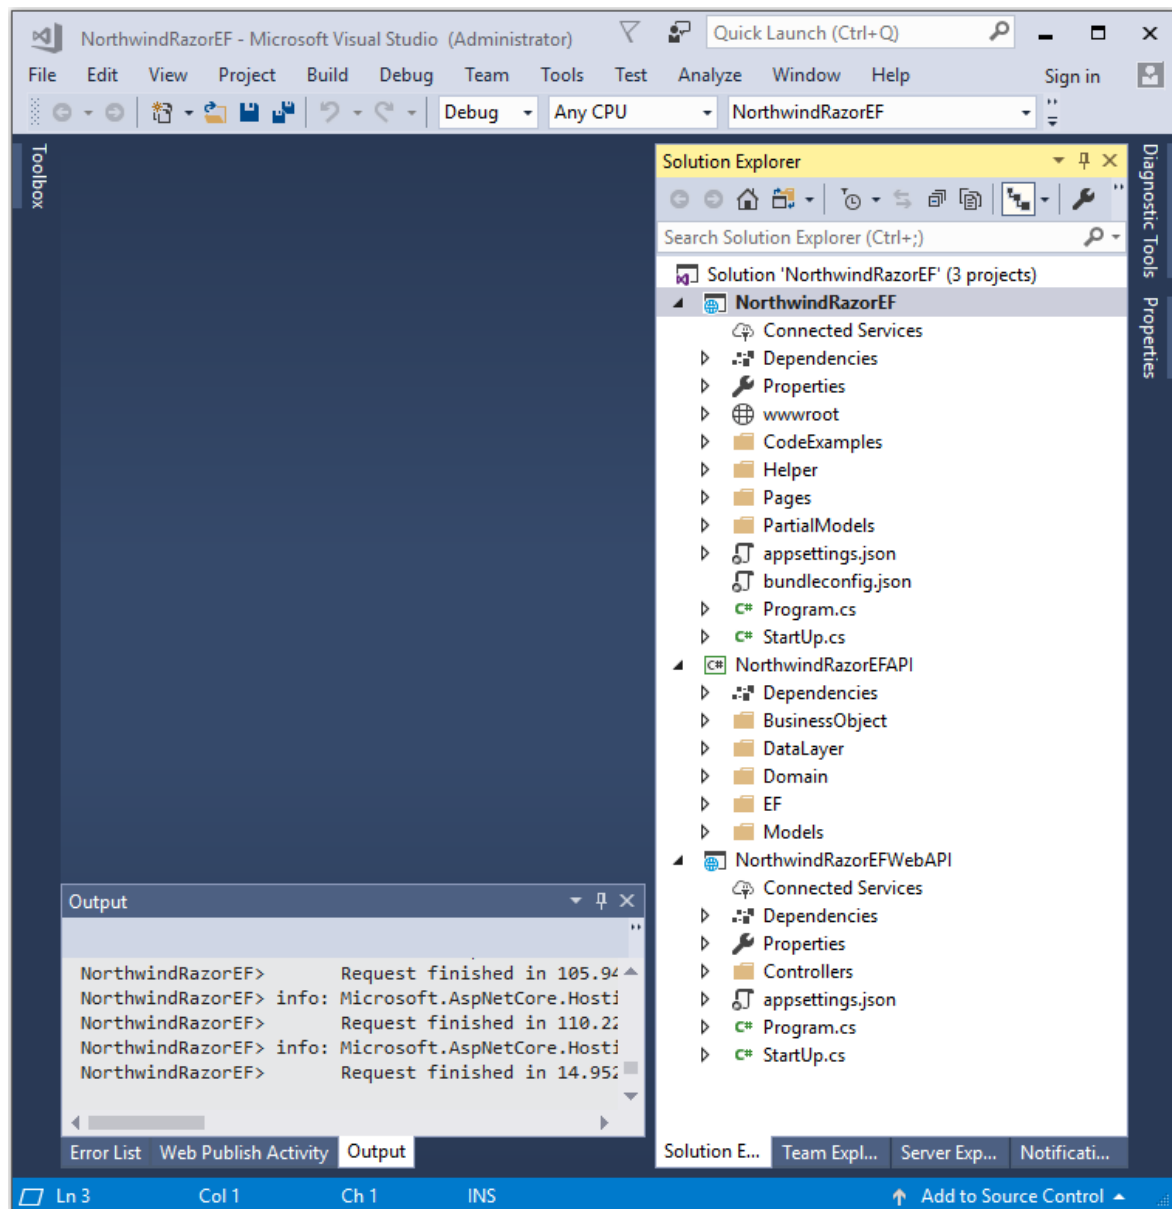 NorthwindRazorEF - Microsoft Visual Studio (Administrator)
Quick Launch (Ctrl+Q)
File Edit View Project Build Debug Team Tools Test Analyze Window Help Sign in
Debug Any CPU NorthwindRazorEF
Toolbox
Solution Explorer
Search Solution Explorer (Ctrl+;)
Solution 'NorthwindRazorEF' (3 projects)
NorthwindRazorEF
Connected Services
Dependencies
Properties
wwwroot
CodeExamples
Helper
Pages
PartialModels
appsettings.json
bundleconfig.json
C# Program.cs
C# StartUp.cs
C# NorthwindRazorEFAPI
Dependencies
BusinessObject
DataLayer
Domain
EF
Models
NorthwindRazorEFWebAPI
Connected Services
Dependencies
Properties
Controllers
appsettings.json
C# Program.cs
C# StartUp.cs
Diagnostic Tools
Properties
Output
NorthwindRazorEF> Request finished in 105.94
NorthwindRazorEF> info: Microsoft.AspNetCore.Hosti
NorthwindRazorEF> Request finished in 110.22
NorthwindRazorEF> info: Microsoft.AspNetCore.Hosti
NorthwindRazorEF> Request finished in 14.952
Error List Web Publish Activity Output
Solution E... Team Expl... Server Exp... Notificati...
Ln 3 Col 1 Ch 1 INS Add to Source Control